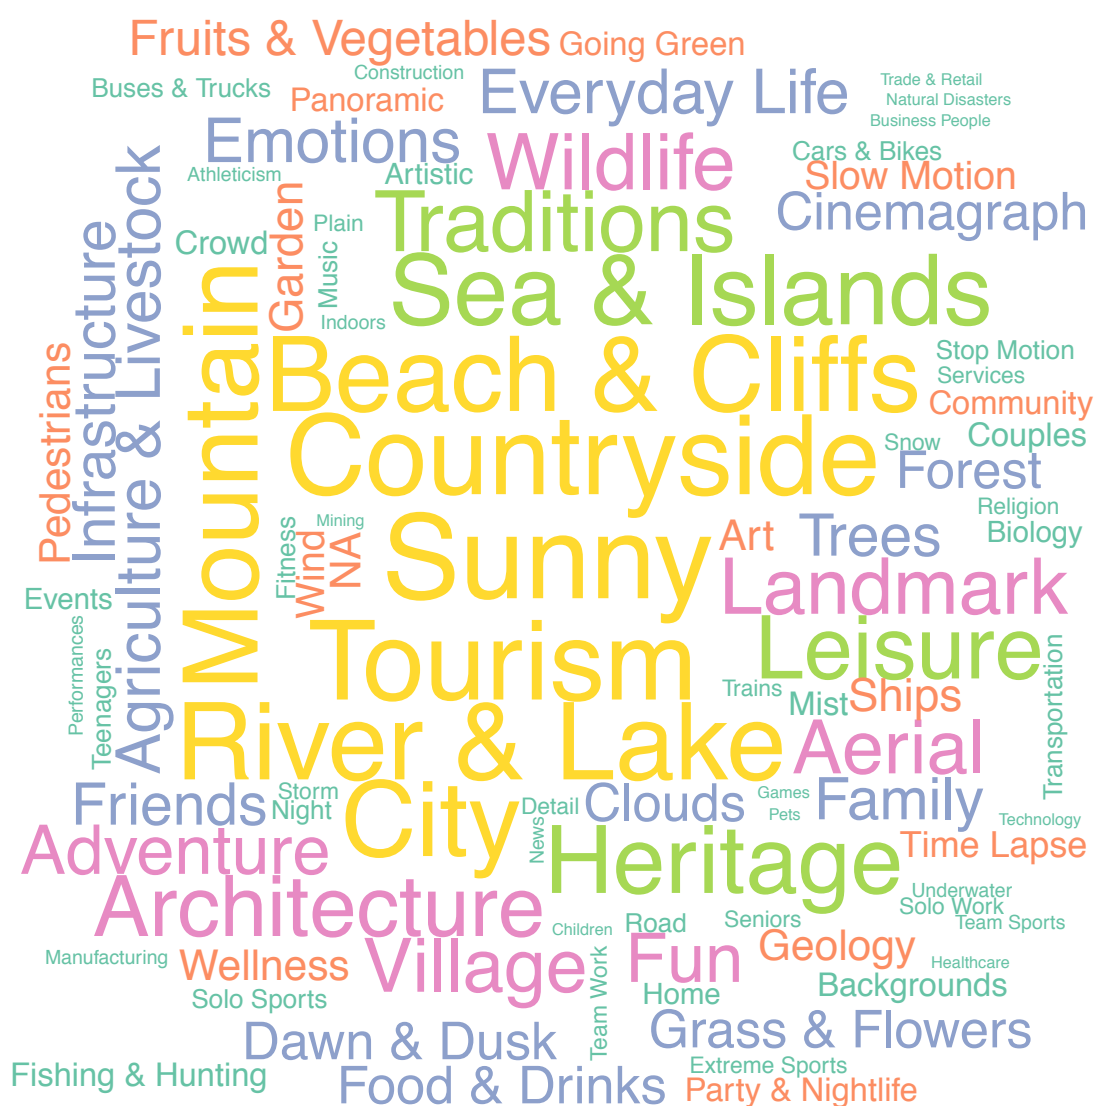 Fruits & Vegetables
Going Green
Construction
Buses & Trucks
Panoramic
Everyday Life
Trade & Retail
Natural Disasters
Business People
Emotions
Wildlife
Cars & Bikes
Athleticism
Artistic
Slow Motion
Cinemagraph
Traditions
Garden
Plain
Crowd
Music
Indoors
Sea & Islands
Agriculture & Livestock
Infrastructure
Mountain
Beach & Cliffs
Stop Motion
Services
Community
Pedestrians
Countryside
Snow
Couples
Forest
Religion
Biology
Mining
Fitness
Wind
NA
Sunny
Art
Trees
Landmark
Events
Performances
Teenagers
Tourism
Leisure
Transportation
Trains
Mist
Ships
River & Lake
Aerial
Friends
Storm
Night
City
Detail
Clouds
Games
Pets
Family
Technology
News
Adventure
Heritage
Time Lapse
Architecture
Underwater
Solo Work
Team Sports
Children
Road
Seniors
Manufacturing
Wellness
Village
Fun
Geology
Healthcare
Solo Sports
Team Work
Home
Backgrounds
Dawn & Dusk
Grass & Flowers
Fishing & Hunting
Food & Drinks
Extreme Sports
Party & Nightlife